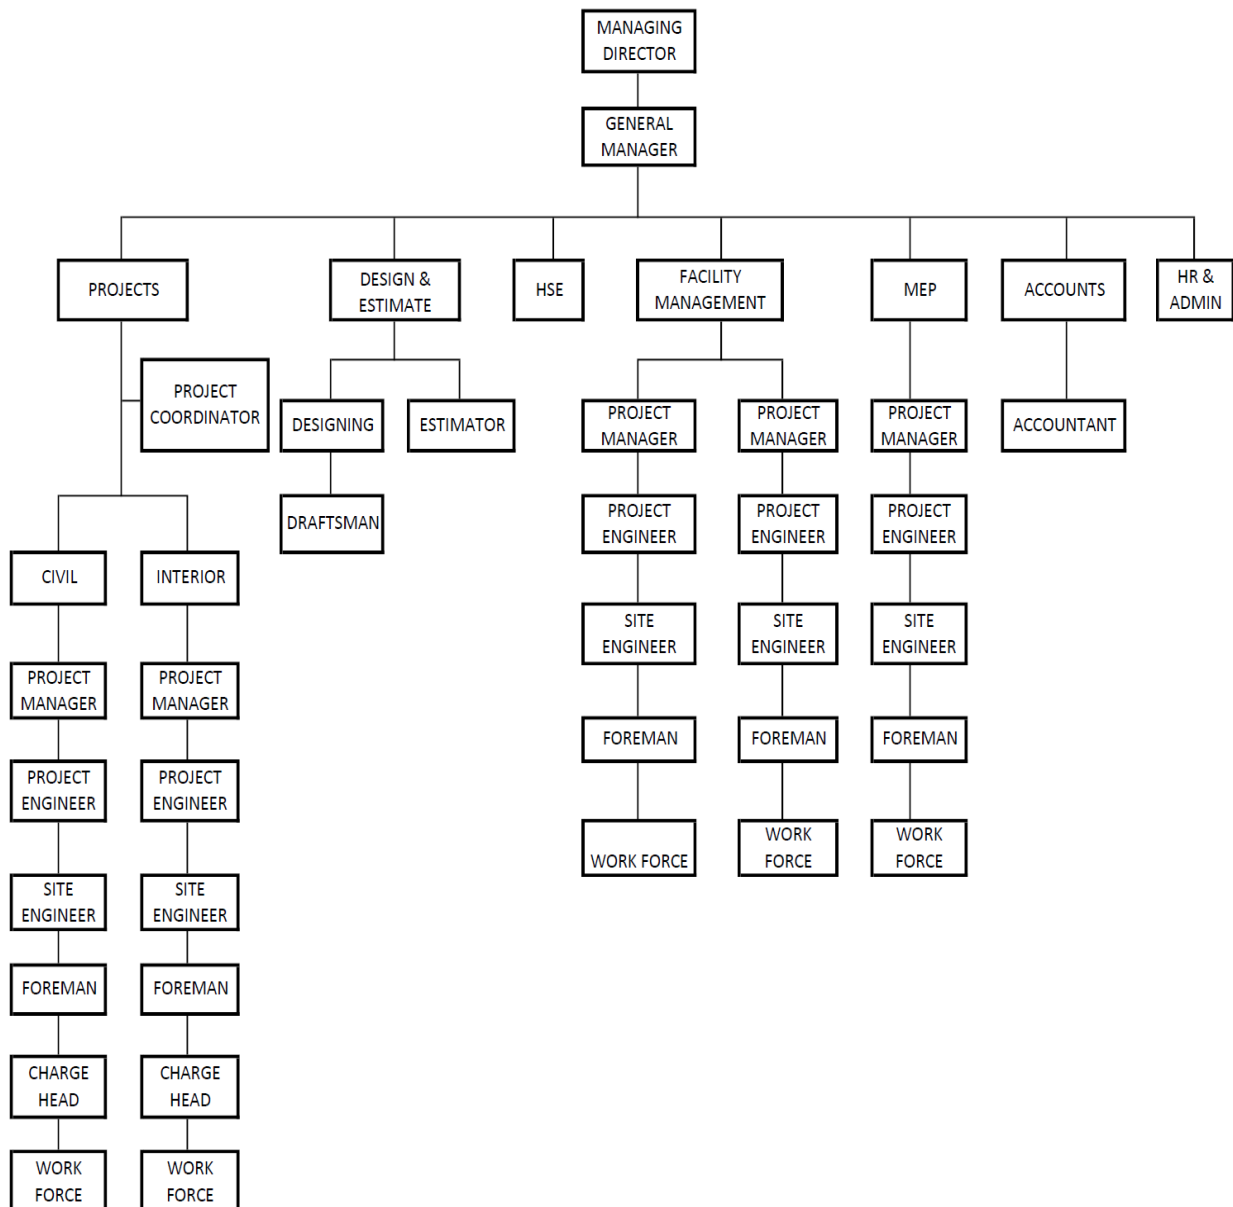 MANAGING
DIRECTOR
GENERAL
MANAGER
PROJECTS
DESIGN &
ESTIMATE
HSE
FACILITY
MANAGEMENT
MEP
ACCOUNTS
HR &
ADMIN
PROJECT
COORDINATOR
DESIGNING
ESTIMATOR
PROJECT
MANAGER
PROJECT
MANAGER
PROJECT
MANAGER
ACCOUNTANT
DRAFTSMAN
PROJECT
ENGINEER
PROJECT
ENGINEER
PROJECT
ENGINEER
CIVIL
INTERIOR
SITE
ENGINEER
SITE
ENGINEER
SITE
ENGINEER
PROJECT
MANAGER
PROJECT
MANAGER
FOREMAN
FOREMAN
FOREMAN
PROJECT
ENGINEER
PROJECT
ENGINEER
WORK FORCE
WORK
FORCE
WORK
FORCE
SITE
ENGINEER
SITE
ENGINEER
FOREMAN
FOREMAN
CHARGE
HEAD
CHARGE
HEAD
WORK
FORCE
WORK
FORCE